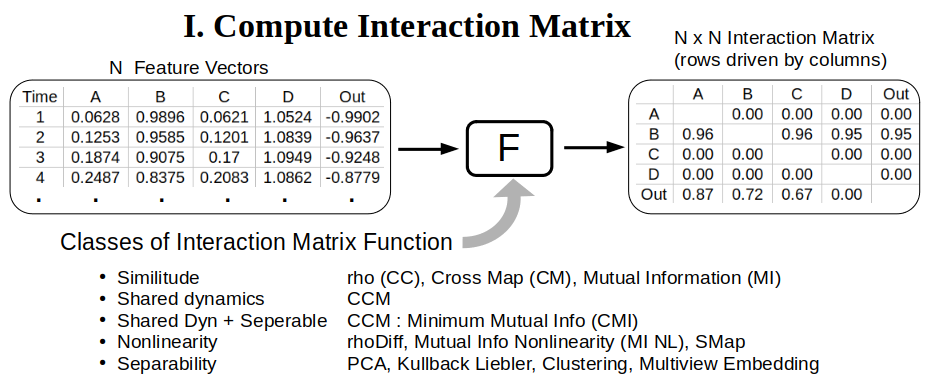 I. Compute Interaction Matrix
N Feature Vectors
Time A B C D Out
1 0.0628 0.9896 0.0621 1.0524 -0.9902
2 0.1253 0.9585 0.1201 1.0839 -0.9637
3 0.1874 0.9075 0.17 1.0949 -0.9248
4 0.2487 0.8375 0.2083 1.0862 -0.8779
. . . . . .
F
N x N Interaction Matrix
(rows driven by columns)
A B C D Out
A 0.00 0.00 0.00 0.00
B 0.96 0.96 0.95 0.95
C 0.00 0.00 0.00 0.00
D 0.00 0.00 0.00 0.00
Out 0.87 0.72 0.67 0.00
Classes of Interaction Matrix Function
• Similitude rho (CC), Cross Map (CM), Mutual Information (MI)
• Shared dynamics CCM
• Shared Dyn + Seperable CCM : Minimum Mutual Info (CMI)
• Nonlinearity rhoDiff, Mutual Info Nonlinearity (MI NL), SMap
• Separability PCA, Kullback Liebler, Clustering, Multiview Embedding